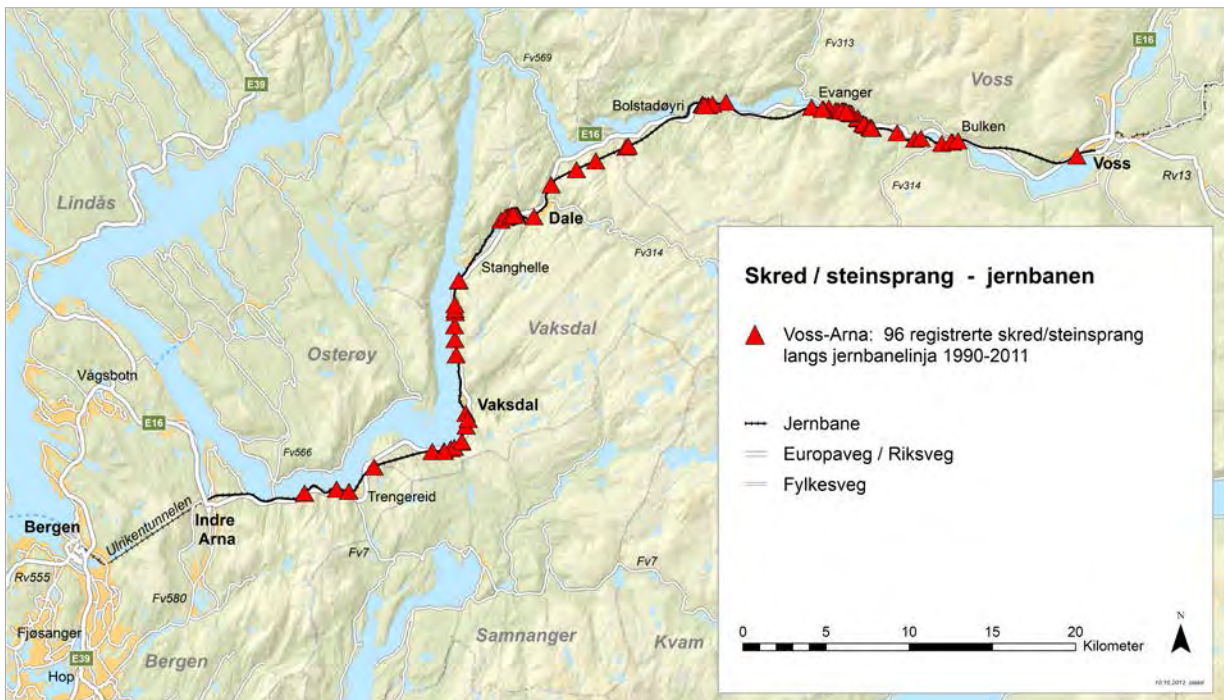 E39
Fv569
Fv313
E16
Voss
Evanger
Bolstadøyri
E16
Bulken
Voss
Rv13
Fv314
Lindås
Dale
Fv314
Stanghelle
Vaksdal
Osterøy
Vågsbotn
Vaksdal
E16
Fv566
Trengereid
Indre
Arna
Ulrikentunnelen
Bergen
Rv555
Fv580
Fv7
Fv7
Fjøsanger
E39
Hop
Bergen
Samnanger
Kvam
Skred / steinsprang - jernbanen
Voss-Arna: 96 registrerte skred/steinsprang
langs jernbanelinja 1990-2011
Jernbane
Europaveg / Riksveg
Fylkesveg
N
0 5 10 15 20
Kilometer